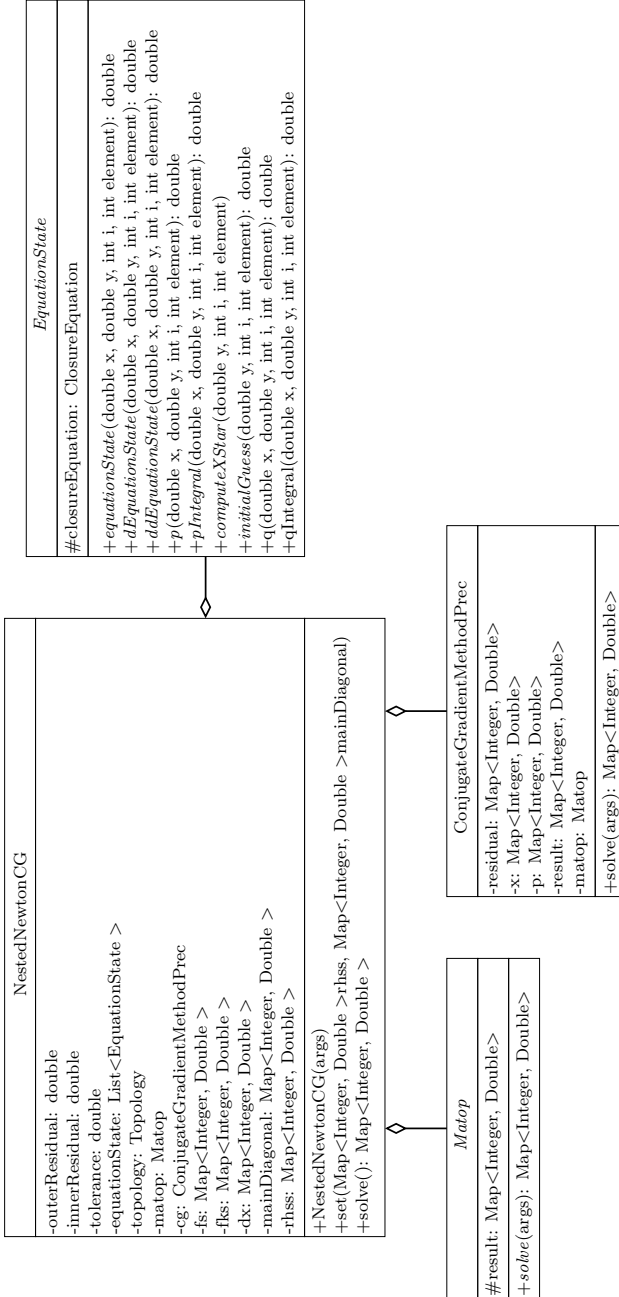 NestedNewtonCG
-outerResidual: double
-innerResidual: double
-tolerance: double
-equationState: List<EquationState >
-topology: Topology
-matop: Matop
-cg: ConjugateGradientMethodPrec
-fs: Map<Integer, Double >
-fks: Map<Integer, Double >
-dx: Map<Integer, Double >
-mainDiagonal: Map<Integer, Double >
-rhss: Map<Integer, Double >
+NestedNewtonCG(args)
+set(Map<Integer, Double >rhss, Map<Integer, Double >mainDiagonal)
+solve(): Map<Integer, Double >
EquationState
#closureEquation: ClosureEquation
+equationState(double x, double y, int i, int element): double
+dEquationState(double x, double y, int i, int element): double
+ddEquationState(double x, double y, int i, int element): double
+p(double x, double y, int i, int element): double
+pIntegral(double x, double y, int i, int element): double
+computeXStar(double y, int i, int element)
+initialGuess(double y, int i, int element): double
+q(double x, double y, int i, int element): double
+qIntegral(double x, double y, int i, int element): double
Matop
#result: Map<Integer, Double>
+solve(args): Map<Integer, Double>
ConjugateGradientMethodPrec
-residual: Map<Integer, Double>
-x: Map<Integer, Double>
-p: Map<Integer, Double>
-result: Map<Integer, Double>
-matop: Matop
+solve(args): Map<Integer, Double>